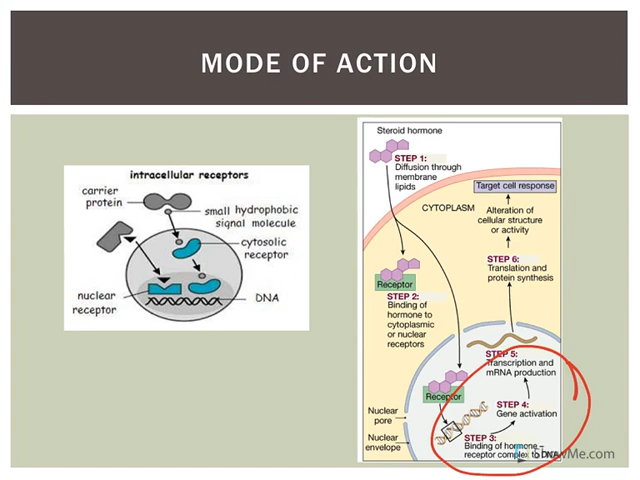 MODE OF ACTION
intracellular receptors
carrier
protein
small hydrophobic
signal molecule
cytosolic
receptor
nuclear
receptor
DNA
Steroid hormone
STEP 1:
Diffusion through
membrane
lipids
Target cell response
CYTOPLASM
Alteration of
cellular structure
or activity
STEP 6:
Translation and
protein synthesis
Receptor
STEP 2:
Binding of
hormone to
cytoplasmic
or nuclear
receptors
STEP 5:
Transcription and
mRNA production
Receptor
STEP 4:
Gene activation
Nuclear
pore
Nuclear
envelope
STEP 3:
Binding of hormone–
receptor complex to DNA
ShowMe.com